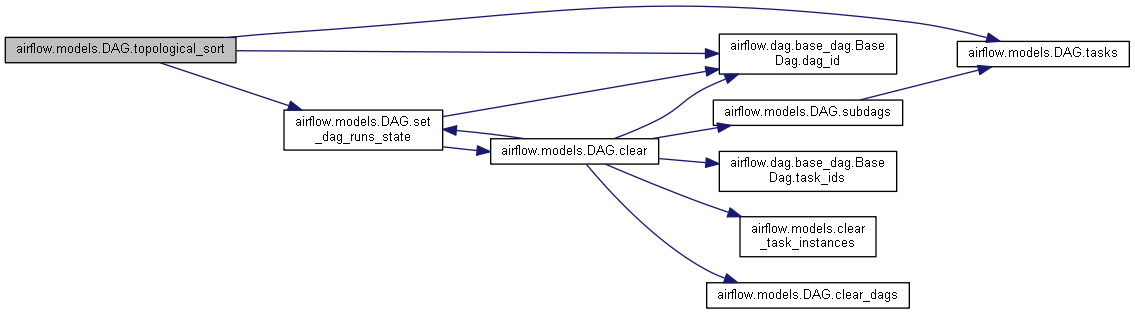 airflow.models.DAG.topological_sort
airflow.dag.base_dag.Base
Dag.dag_id
airflow.models.DAG.tasks
airflow.models.DAG.set
_dag_runs_state
airflow.models.DAG.subdags
airflow.models.DAG.clear
airflow.dag.base_dag.Base
Dag.task_ids
airflow.models.clear
_task_instances
airflow.models.DAG.clear_dags